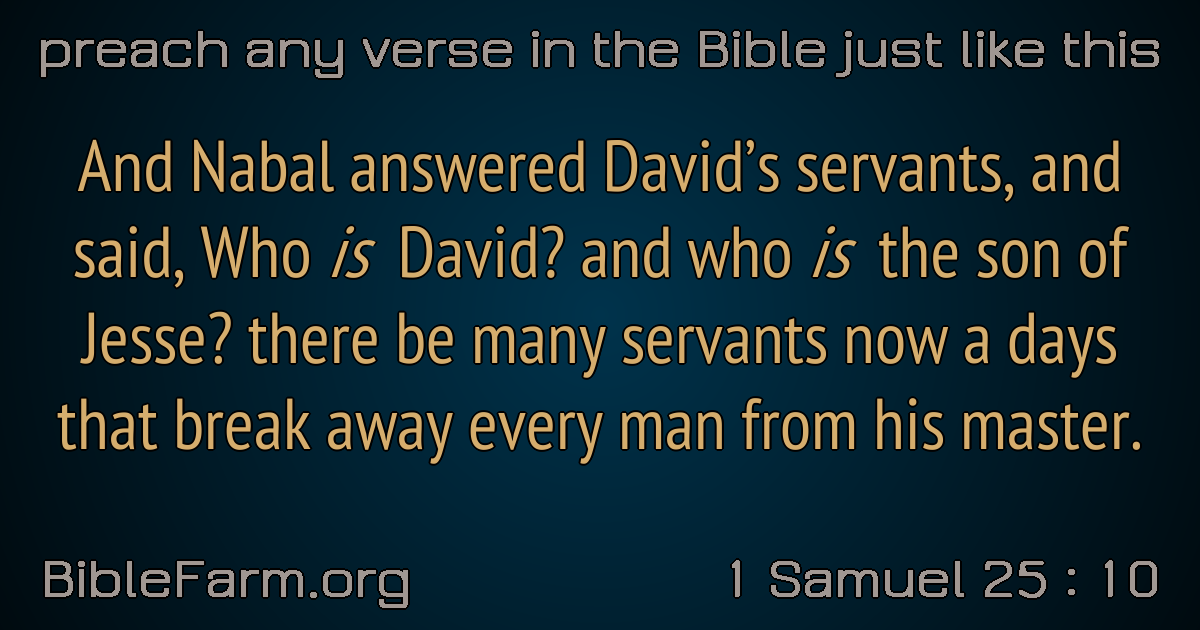 preach any verse in the Bible just like this
And Nabal answered David’s servants, and
said, Who is David? and who is the son of
Jesse? there be many servants now a days
that break away every man from his master.
BibleFarm.org
1 Samuel 25 : 10